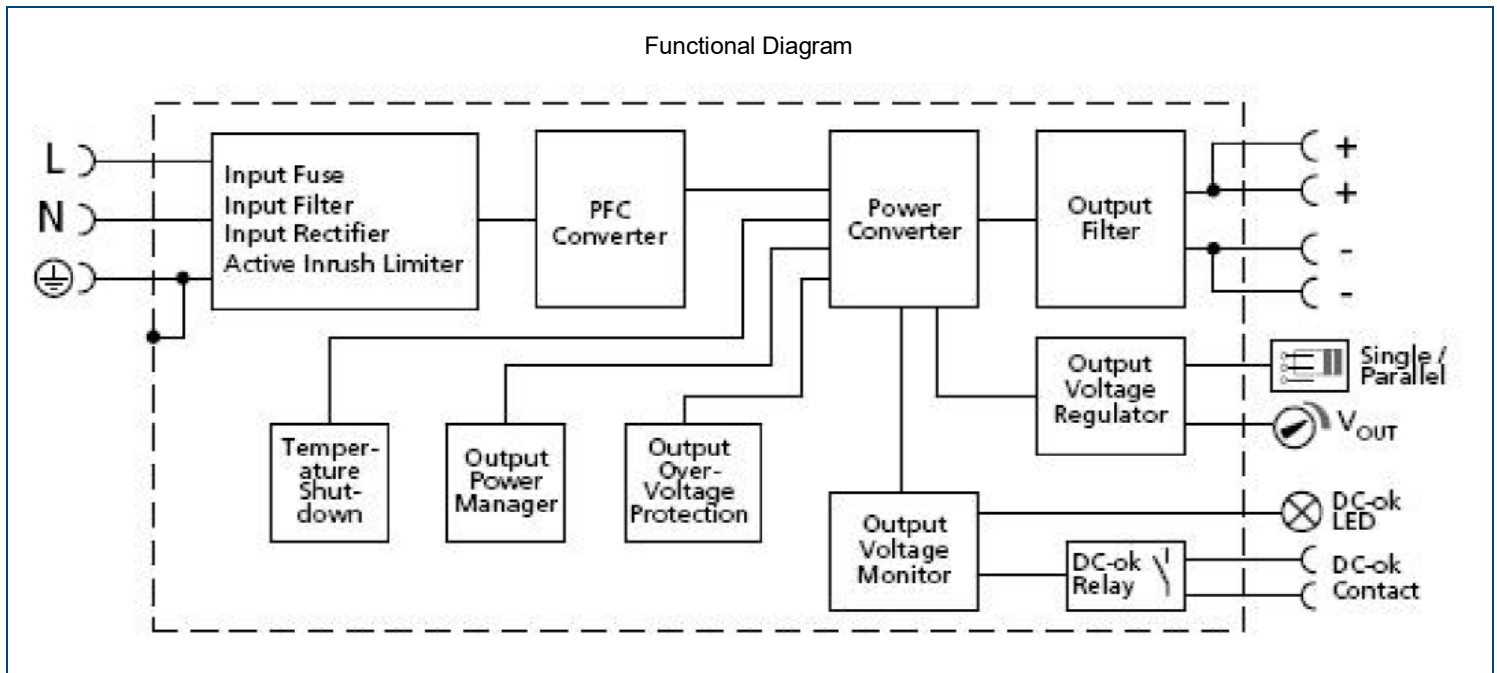 Functional Diagram
L
N
Input Fuse
Input Filter
Input Rectifier
Active Inrush Limiter
PFC
Converter
Power
Converter
Output
Filter
+
+
-
-
Temper-
ature
Shut-
down
Output
Power
Manager
Output
Over-
Voltage
Protection
Output
Voltage
Regulator
Single /
Parallel
VOUT
Output
Voltage
Monitor
DC-ok
LED
DC-ok
Relay
DC-ok
Contact